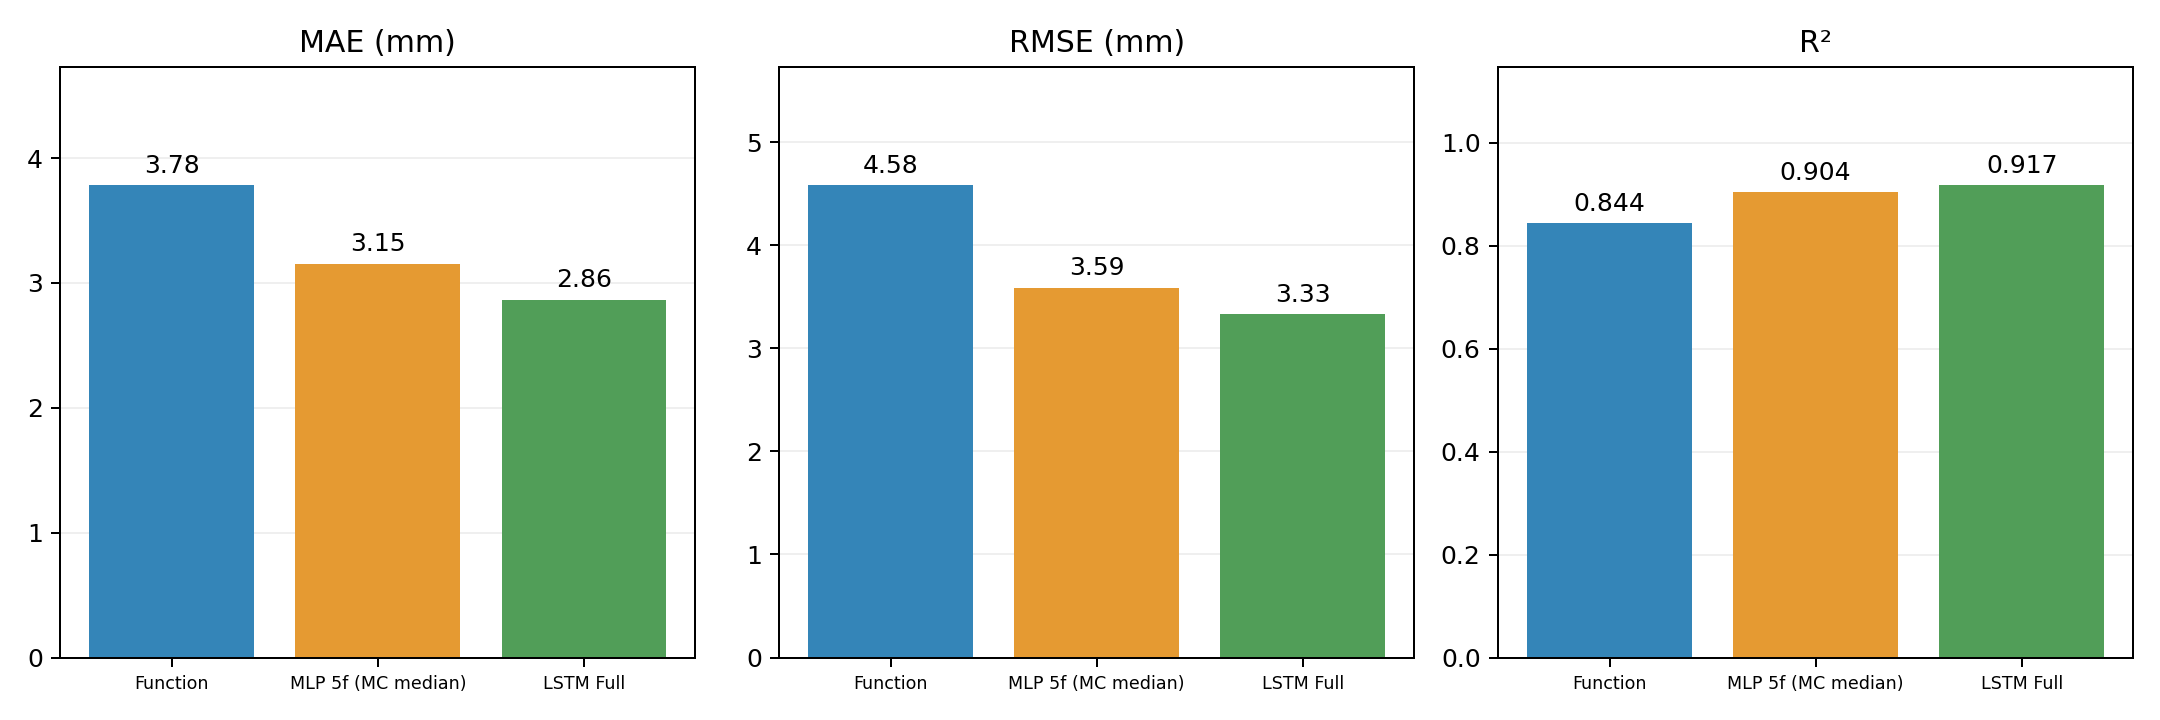 MAE (mm)
4
3
2
1
0
3.78
3.15
2.86
Function
MLP 5f (MC median)
LSTM Full
RMSE (mm)
5
4
3
2
1
0
4.58
3.59
3.33
Function
MLP 5f (MC median)
LSTM Full
R²
1.0
0.8
0.6
0.4
0.2
0.0
0.844
0.904
0.917
Function
MLP 5f (MC median)
LSTM Full